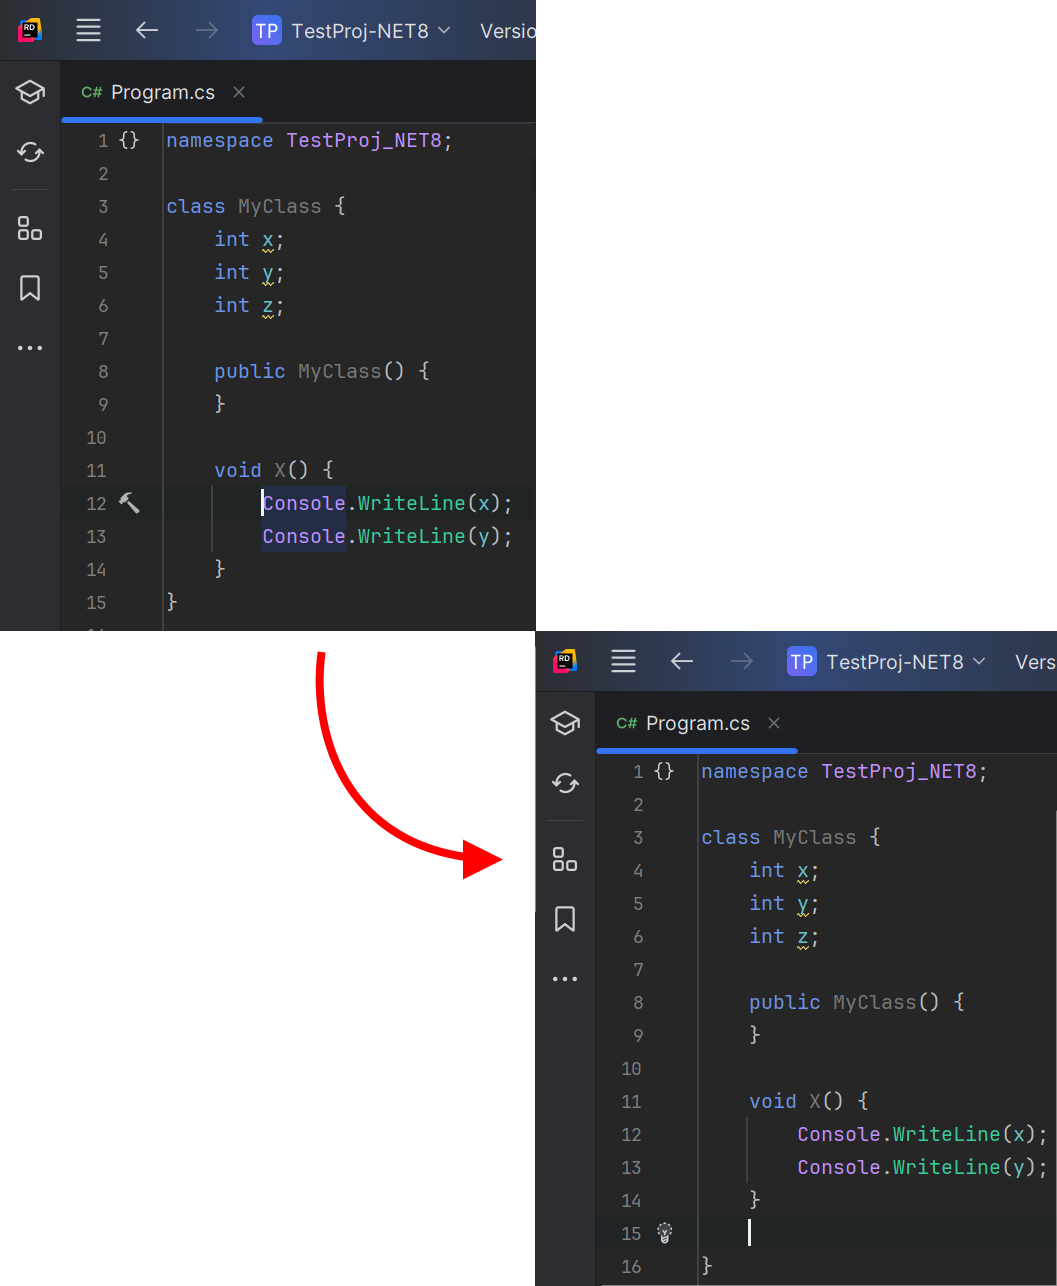 RD TP TestProj-NET8 Versio
C# Program.cs
1 {} namespace TestProj_NET8;
2
3 class MyClass {
4 int x;
5 int y;
6 int z;
7
8 public MyClass() {
9 }
10
11 void X() {
12 Console.WriteLine(x);
13 Console.WriteLine(y);
14 }
15 }
RD TP TestProj-NET8 Vers
C# Program.cs
1 {} namespace TestProj_NET8;
2
3 class MyClass {
4 int x;
5 int y;
6 int z;
7
8 public MyClass() {
9 }
10
11 void X() {
12 Console.WriteLine(x);
13 Console.WriteLine(y);
14 }
15
16 }